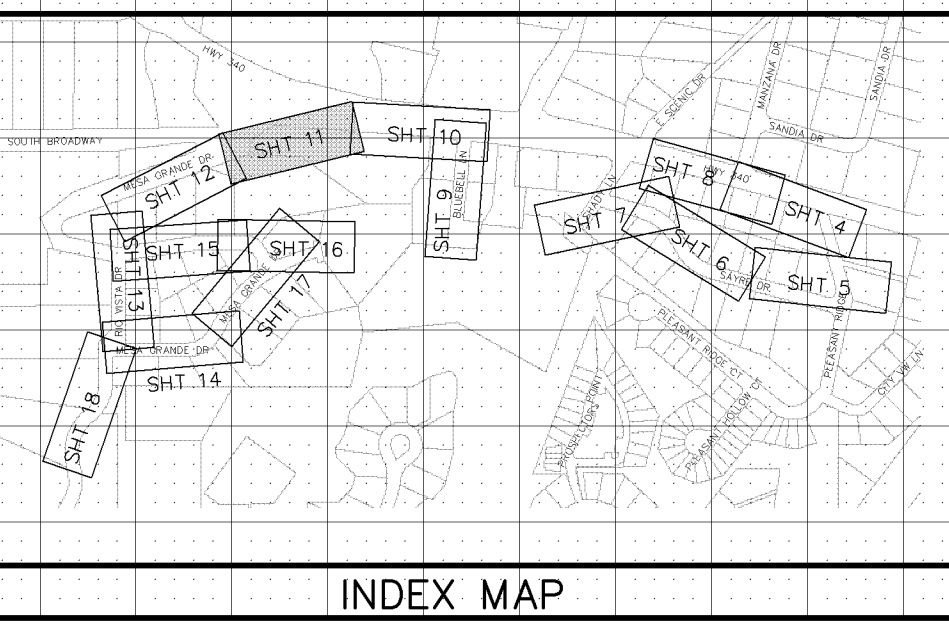 HWY 340
SOUTH BROADWAY
MESA GRANDE DR.
SHT 12
SHT 11
SHT 10
SHT 9
BLUEBELL LN
E. SCENIC DR
MANZANA DR
SANDIA DR
SANDIA DR
SHT 8
HWY 340
SHT 4
SHT 7
SHT 6
SAYRE DR
SHT 5
SHT 15
SHT 16
SHT 13
RIO VISTA DR
MESA GRANDE
SHT 17
MESA GRANDE DR
SHT 14
SHT 18
PLEASANT RIDGE CT
PLEASANT RIDGE
CITY VW LN
PLEASANT HOLLOW CT
PROSPECTORS POINT
INDEX MAP